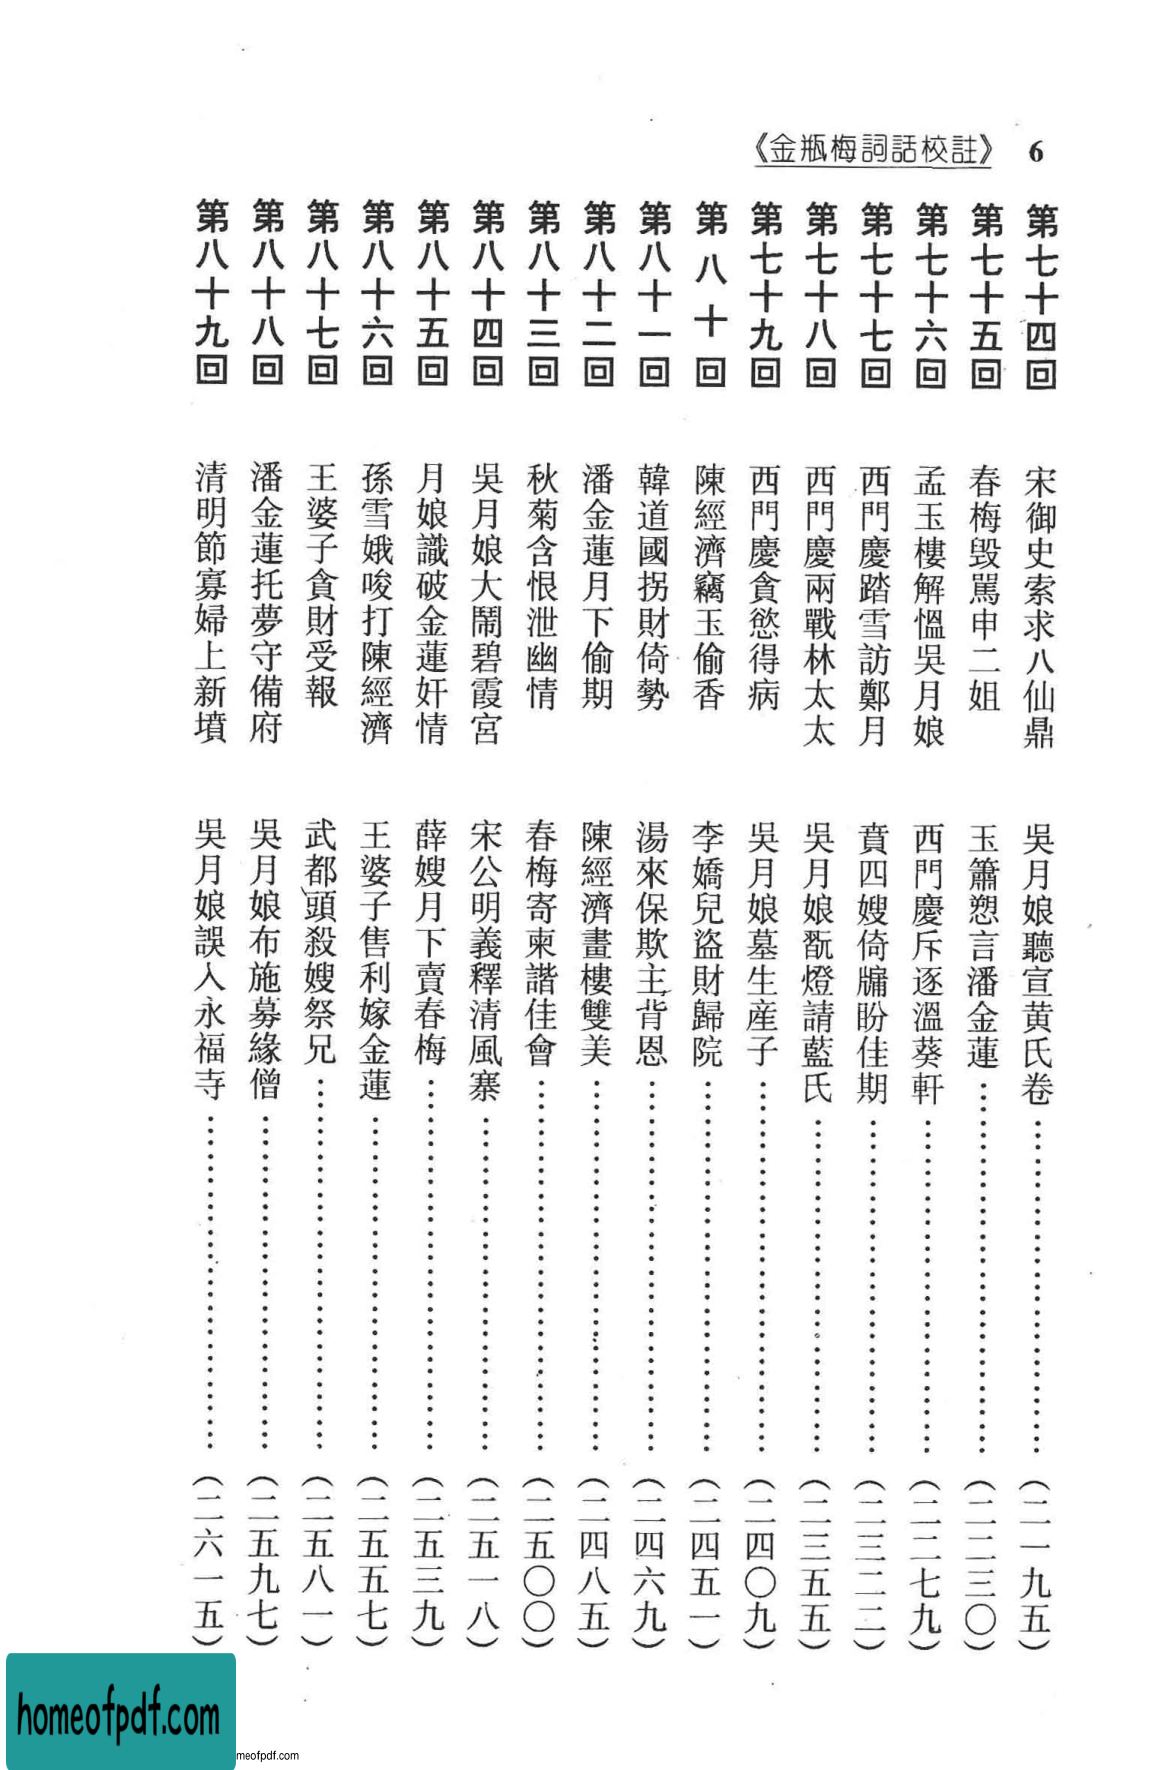 《金瓶梅詞話校註》 6
第七十四回 宋御史索求八仙鼎 吳月娘聽宣黃氏卷…………(二一九五)
第七十五回 春梅毀罵申二姐 玉簫愬言潘金蓮…………(二二三〇)
第七十六回 孟玉樓解慍吳月娘 西門慶斥逐溫葵軒…………(二二七九)
第七十七回 西門慶踏雪訪鄭月 賁四嫂倚牖盼佳期…………(二三二二)
第七十八回 西門慶兩戰林太太 吳月娘翫燈請藍氏…………(二三五五)
第七十九回 西門慶貪慾得病 吳月娘墓生産子…………(二四〇九)
第八十回 陳經濟竊玉偷香 李嬌兒盜財歸院…………(二四五一)
第八十一回 韓道國拐財倚勢 湯來保欺主背恩…………(二四六九)
第八十二回 潘金蓮月下偷期 陳經濟畫樓雙美…………(二四八五)
第八十三回 秋菊含恨泄幽情 春梅寄柬諧佳會…………(二五〇〇)
第八十四回 吳月娘大鬧碧霞宮 宋公明義釋清風寨…………(二五一八)
第八十五回 月娘識破金蓮奸情 薛嫂月下賣春梅…………(二五三九)
第八十六回 孫雪娥唆打陳經濟 王婆子售利嫁金蓮…………(二五五七)
第八十七回 王婆子貪財受報 武都頭殺嫂祭兄…………(二五八一)
第八十八回 潘金蓮托夢守備府 吳月娘布施募緣僧…………(二五九七)
第八十九回 清明節寡婦上新墳 吳月娘誤入永福寺…………(二六一五)
homeofpdf.com
meofpdf.com